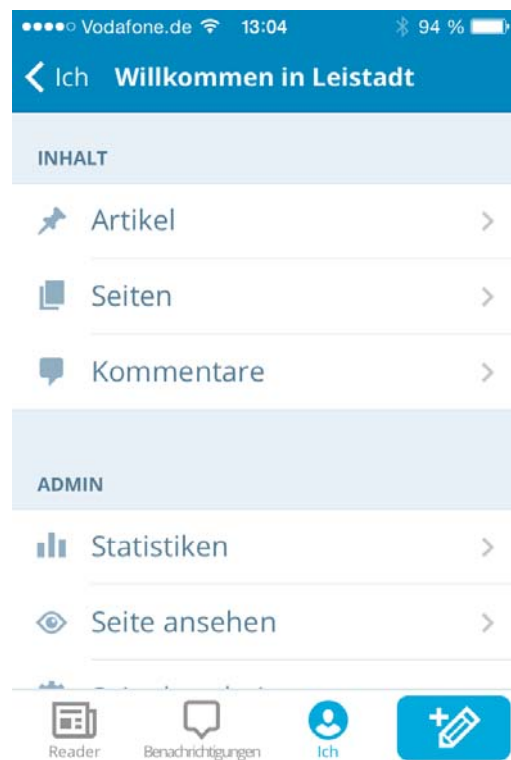 Vodafone.de 13:04 94 %
Ich Willkommen in Leistadt
INHALT
Artikel
Seiten
Kommentare
ADMIN
Statistiken
Seite ansehen
Reader Benachrichtigungen Ich